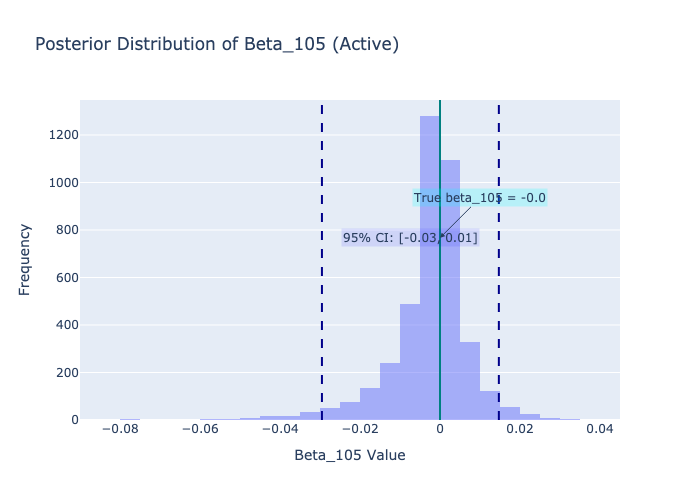 Posterior Distribution of Beta_105 (Active)
1200
1000
True beta_105 = -0.0
800
95% CI: [-0.03, 0.01]
600
400
200
0
−0.08
−0.06
−0.04
−0.02
0
0.02
0.04
Frequency
Beta_105 Value